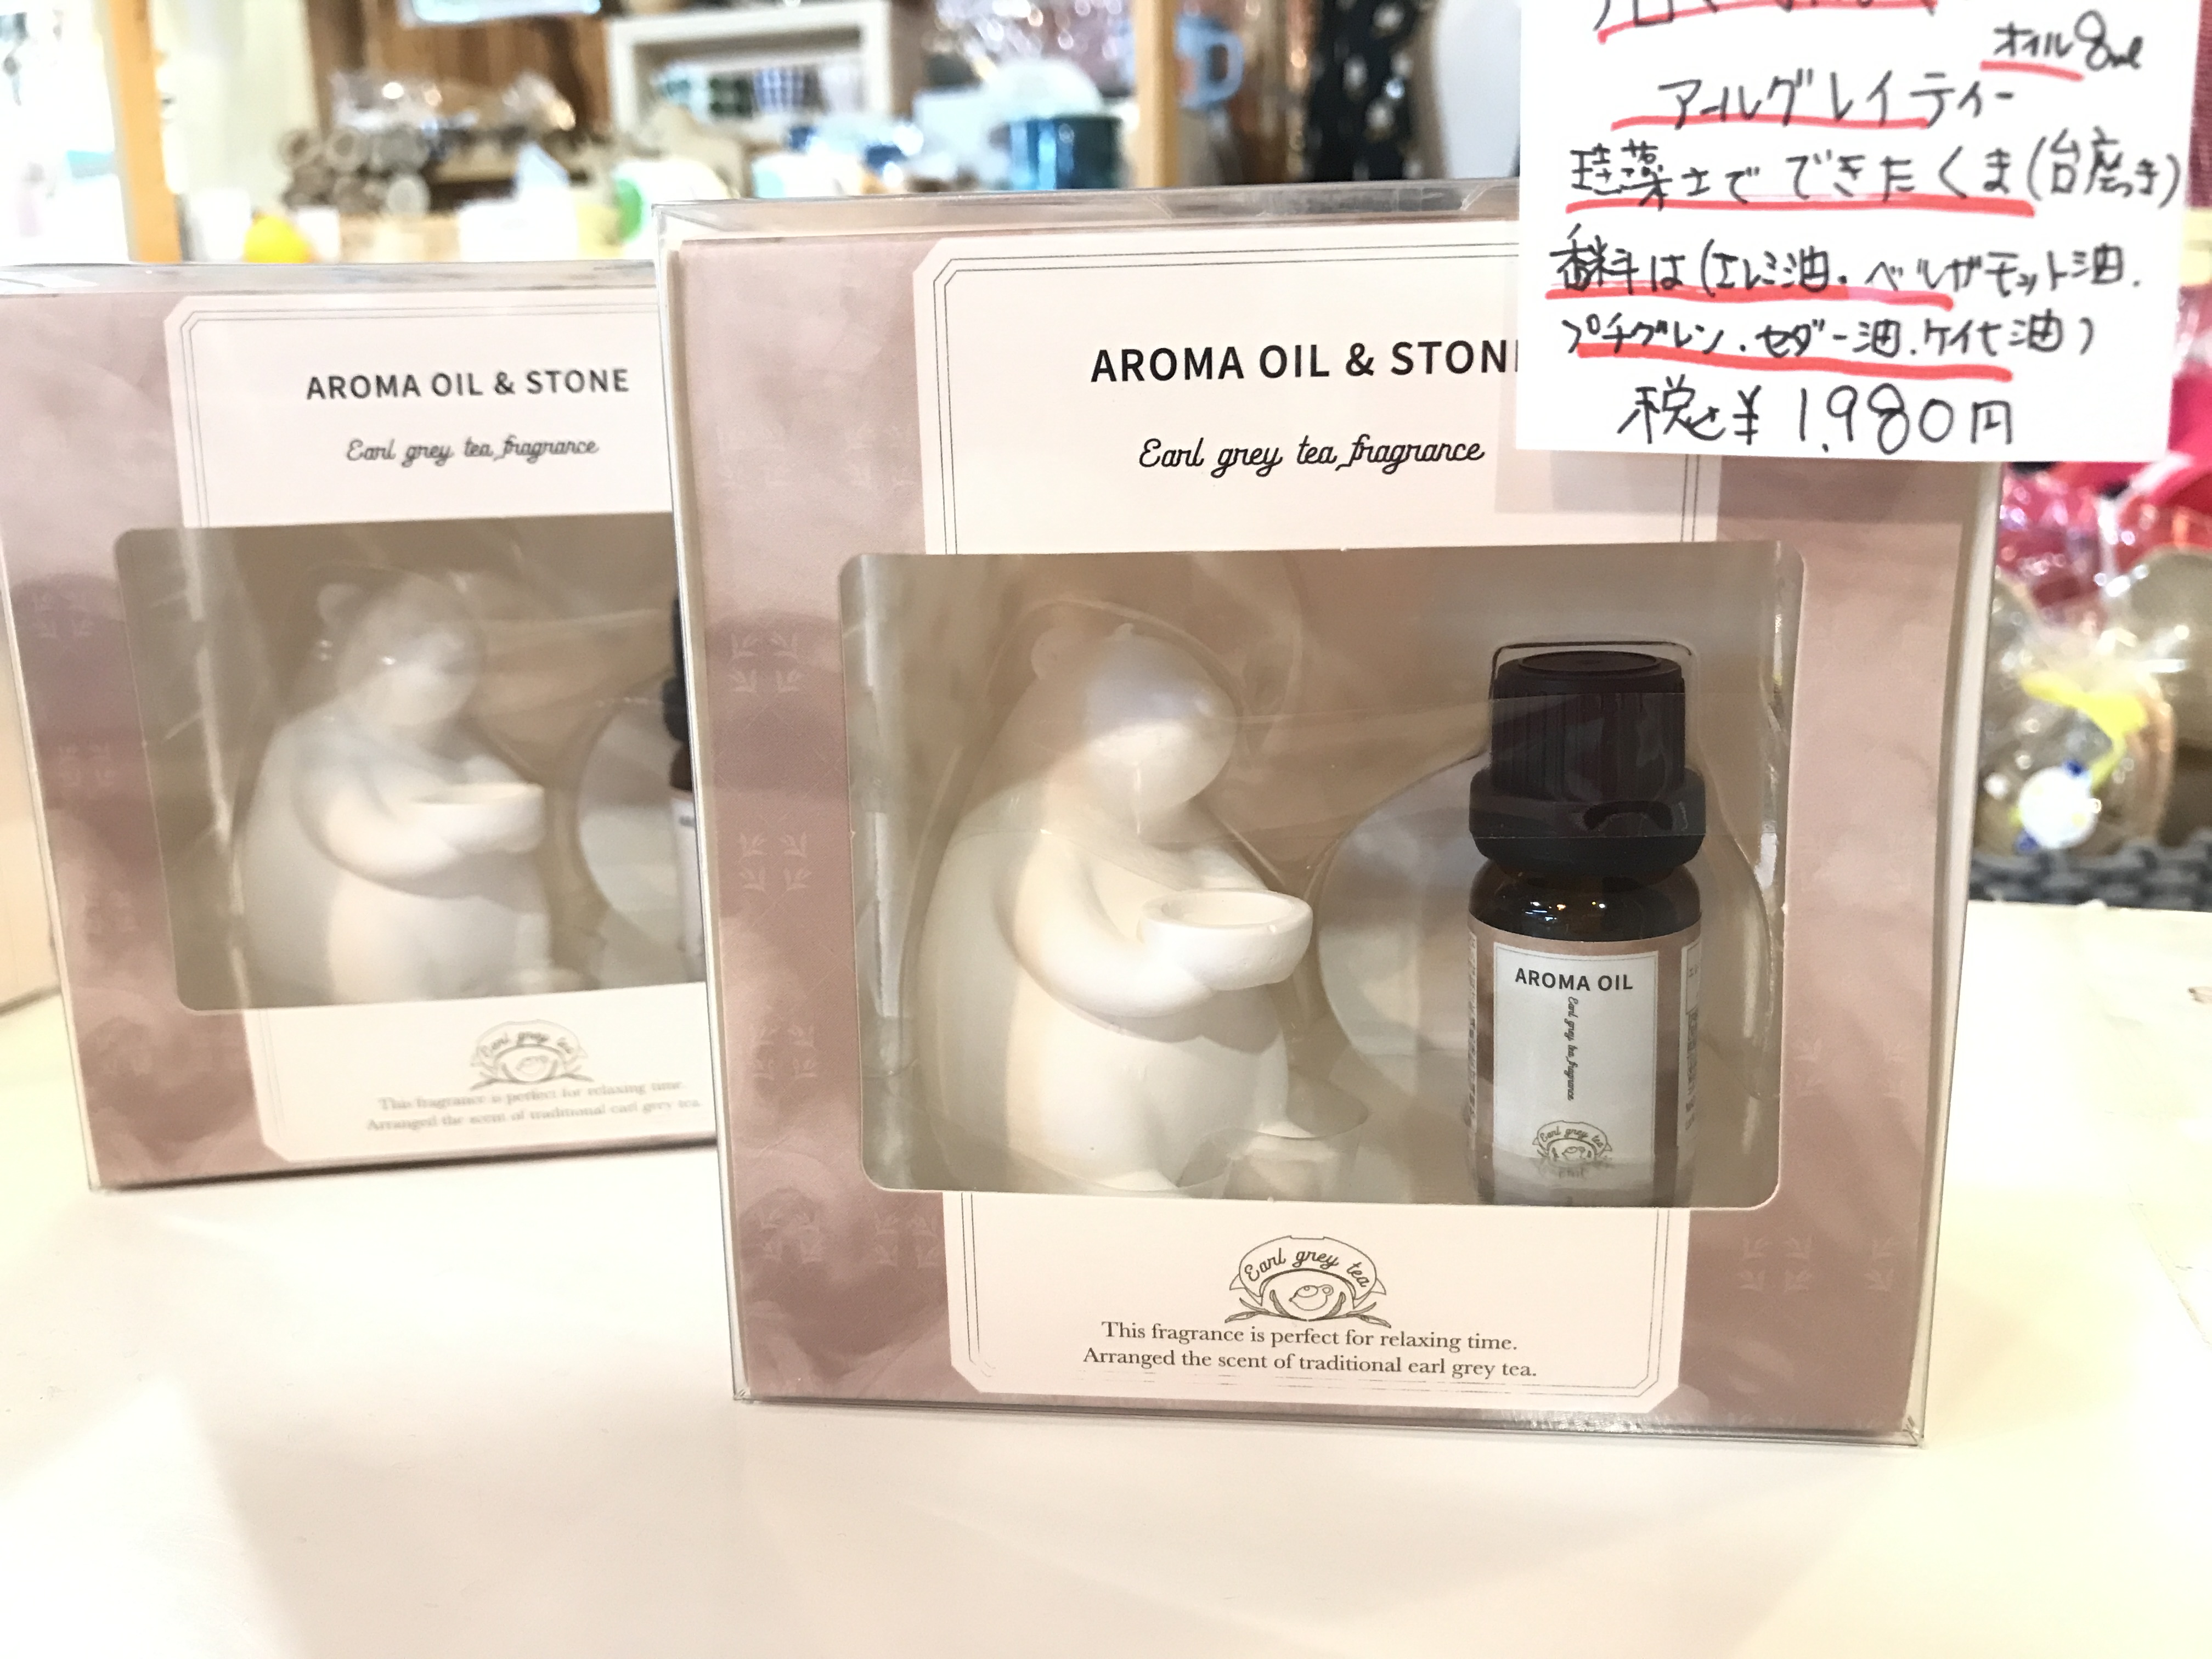 オイル8ml
アールグレイティー
珪藻土でできたくま(台座付き)
香料は(エレミ油・ベルガモット油・
プチグレン・セダー油・ケイヒ油)
税込¥1,980円
AROMA OIL & STONE
Earl grey tea fragrance
AROMA OIL & STON
Earl grey tea fragrance
AROMA OIL
Earl grey tea fragrance
Earl grey tea
Earl grey tea
This fragrance is perfect for relaxing time.
Arranged the scent of traditional earl grey tea.
Earl grey tea
This fragrance is perfect for relaxing time.
Arranged the scent of traditional earl grey tea.